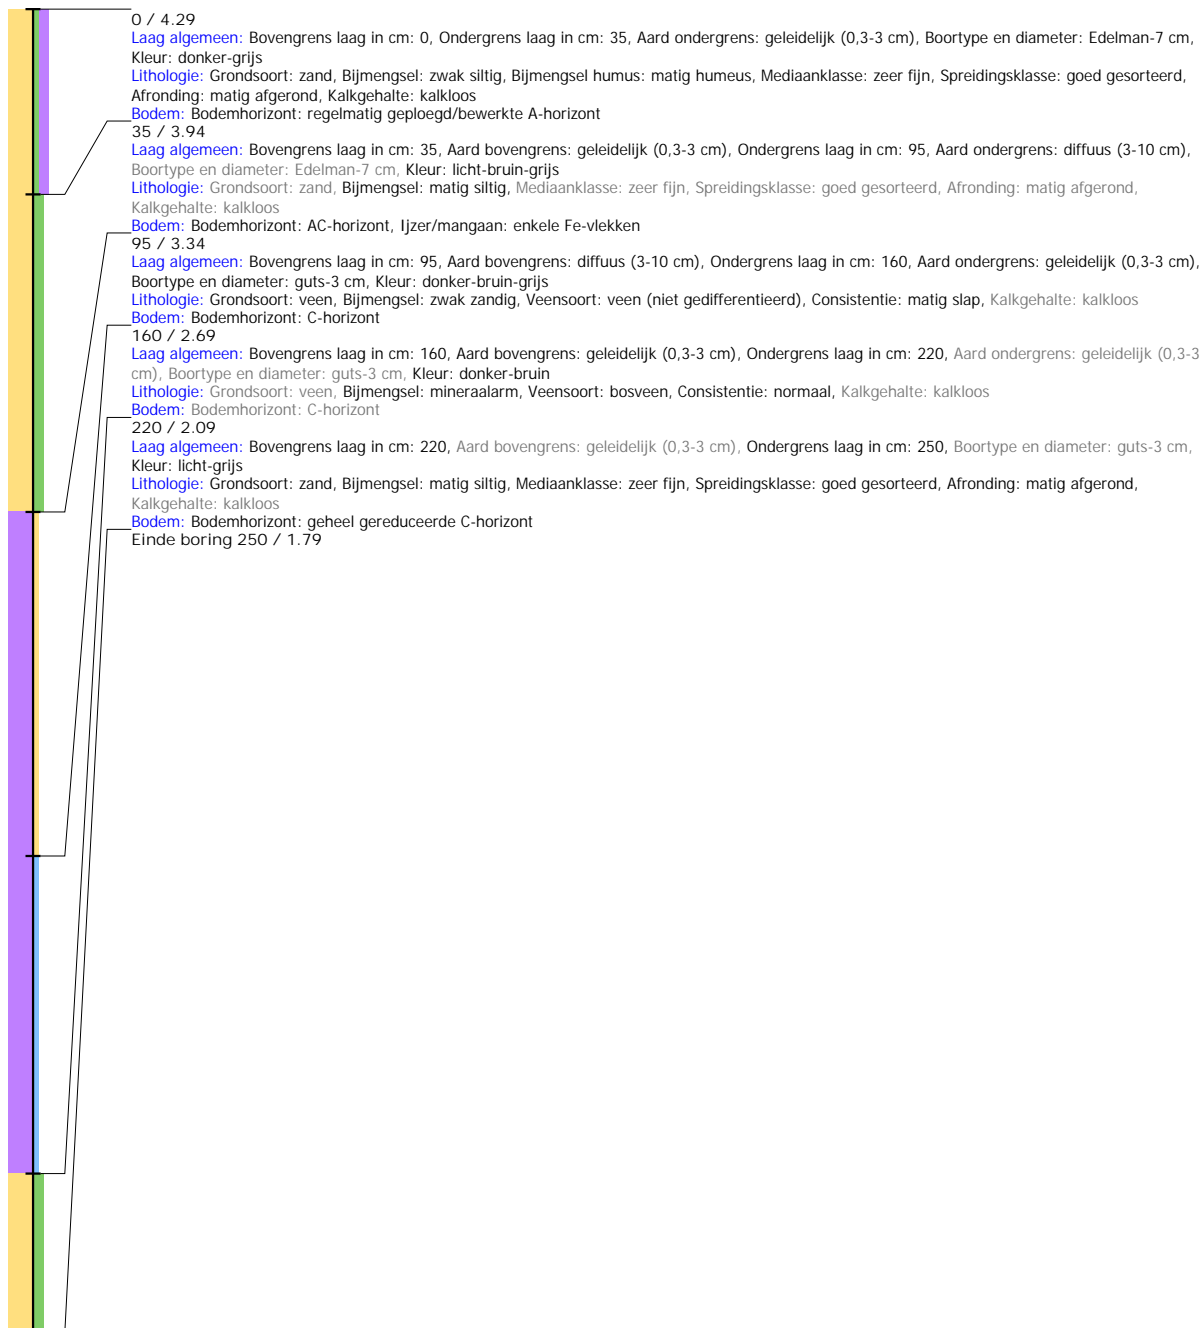 0 / 4.29
Laag algemeen: Bovengrens laag in cm: 0, Ondergrens laag in cm: 35, Aard ondergrens: geleidelijk (0,3-3 cm), Boortype en diameter: Edelman-7 cm,
Kleur: donker-grijs
Lithologie: Grondsoort: zand, Bijmengsel: zwak siltig, Bijmengsel humus: matig humeus, Mediaanklasse: zeer fijn, Spreidingsklasse: goed gesorteerd,
Afronding: matig afgerond, Kalkgehalte: kalkloos
Bodem: Bodemhorizont: regelmatig geploegd/bewerkte A-horizont
35 / 3.94
Laag algemeen: Bovengrens laag in cm: 35, Aard bovengrens: geleidelijk (0,3-3 cm), Ondergrens laag in cm: 95, Aard ondergrens: diffuus (3-10 cm),
Boortype en diameter: Edelman-7 cm, Kleur: licht-bruin-grijs
Lithologie: Grondsoort: zand, Bijmengsel: matig siltig, Mediaanklasse: zeer fijn, Spreidingsklasse: goed gesorteerd, Afronding: matig afgerond,
Kalkgehalte: kalkloos
Bodem: Bodemhorizont: AC-horizont, Ijzer/mangaan: enkele Fe-vlekken
95 / 3.34
Laag algemeen: Bovengrens laag in cm: 95, Aard bovengrens: diffuus (3-10 cm), Ondergrens laag in cm: 160, Aard ondergrens: geleidelijk (0,3-3 cm),
Boortype en diameter: guts-3 cm, Kleur: donker-bruin-grijs
Lithologie: Grondsoort: veen, Bijmengsel: zwak zandig, Veensoort: veen (niet gedifferentieerd), Consistentie: matig slap, Kalkgehalte: kalkloos
Bodem: Bodemhorizont: C-horizont
160 / 2.69
Laag algemeen: Bovengrens laag in cm: 160, Aard bovengrens: geleidelijk (0,3-3 cm), Ondergrens laag in cm: 220, Aard ondergrens: geleidelijk (0,3-3
cm), Boortype en diameter: guts-3 cm, Kleur: donker-bruin
Lithologie: Grondsoort: veen, Bijmengsel: mineraalarm, Veensoort: bosveen, Consistentie: normaal, Kalkgehalte: kalkloos
Bodem: Bodemhorizont: C-horizont
220 / 2.09
Laag algemeen: Bovengrens laag in cm: 220, Aard bovengrens: geleidelijk (0,3-3 cm), Ondergrens laag in cm: 250, Boortype en diameter: guts-3 cm,
Kleur: licht-grijs
Lithologie: Grondsoort: zand, Bijmengsel: matig siltig, Mediaanklasse: zeer fijn, Spreidingsklasse: goed gesorteerd, Afronding: matig afgerond,
Kalkgehalte: kalkloos
Bodem: Bodemhorizont: geheel gereduceerde C-horizont
Einde boring 250 / 1.79